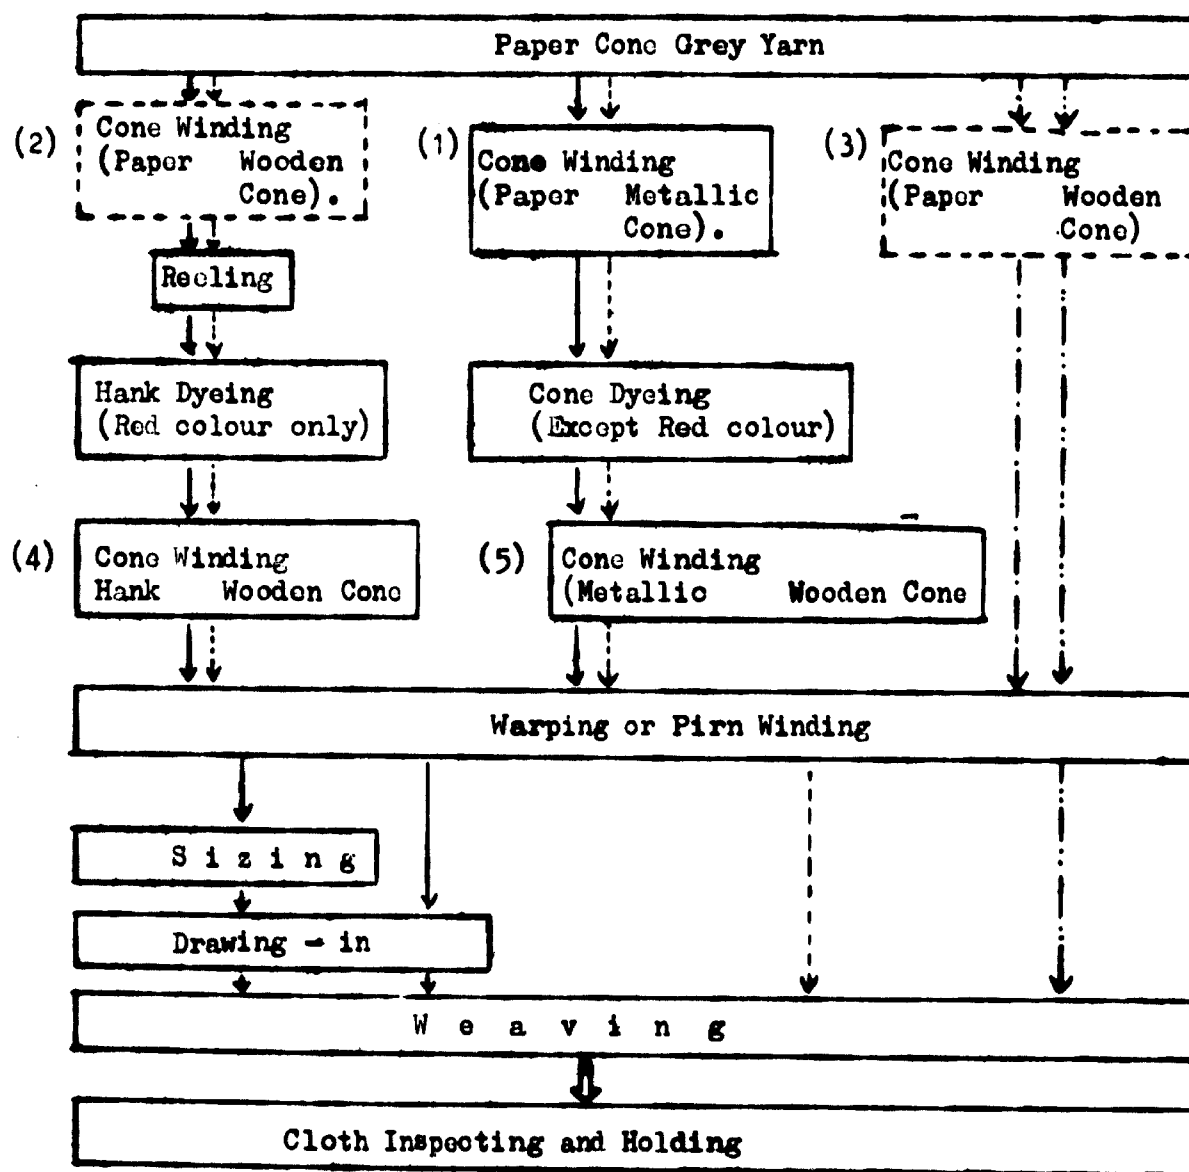 Paper Cone Grey Yarn
(2)
Cone Winding
(Paper Wooden
Cone).
(1)
Cone Winding
(Paper Metallic
Cone).
(3)
Cone Winding
(Paper Wooden
Cone)
Reeling
Hank Dyeing
(Red colour only)
Cone Dyeing
(Except Red colour)
(4)
Cone Winding
Hank Wooden Cone
(5)
Cone Winding
(Metallic Wooden Cone
Warping or Pirn Winding
S i z i n g
Drawing - in
W e a v i n g
Cloth Inspecting and Holding